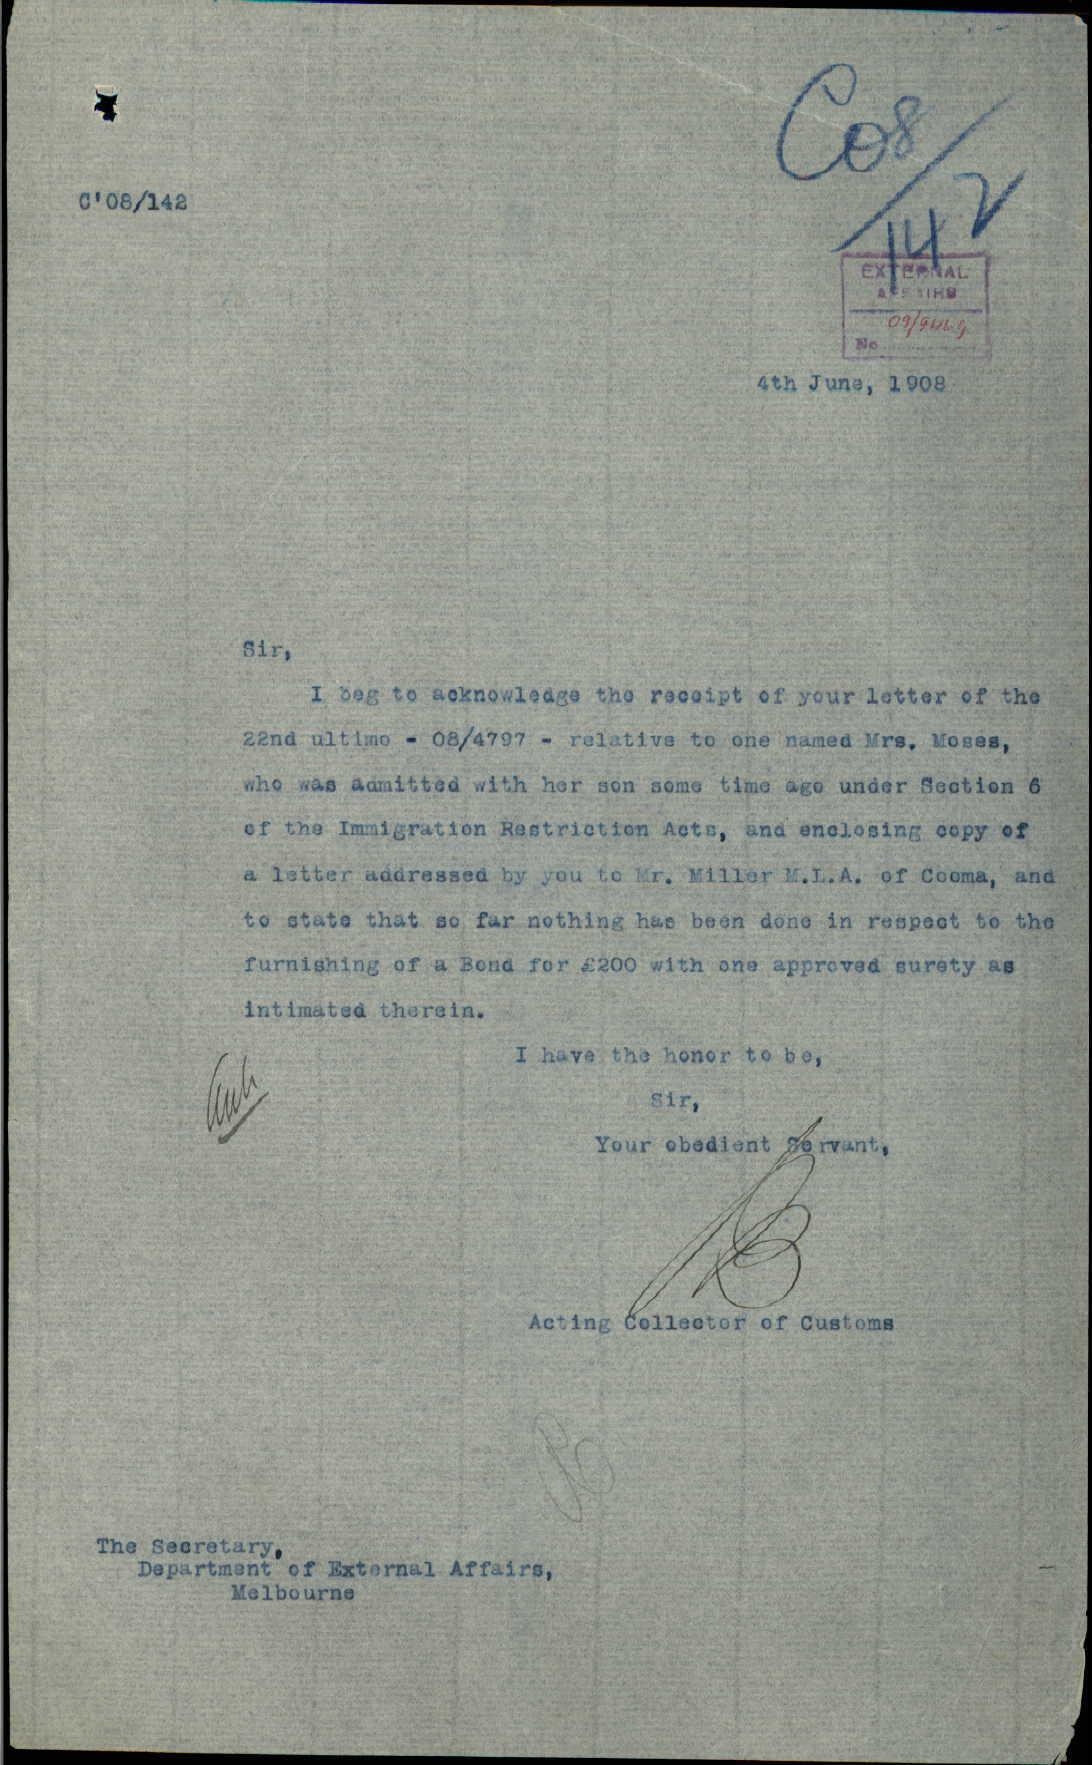 Co8/142
C'08/142
EXTERNAL
AFFAIRS
No
4th June, 1908
Sir,
I beg to acknowledge the receipt of your letter of the
22nd ultimo - 08/4797 - relative to one named Mrs. Moses,
who was admitted with her son some time ago under Section 6
of the Immigration Restriction Acts, and enclosing copy of
a letter addressed by you to Mr. Miller M.L.A. of Cooma, and
to state that so far nothing has been done in respect to the
furnishing of a Bond for £200 with one approved surety as
intimated therein.
I have the honor to be,
Sir,
Your obedient Servant,
Acting Collector of Customs
The Secretary,
Department of External Affairs,
Melbourne